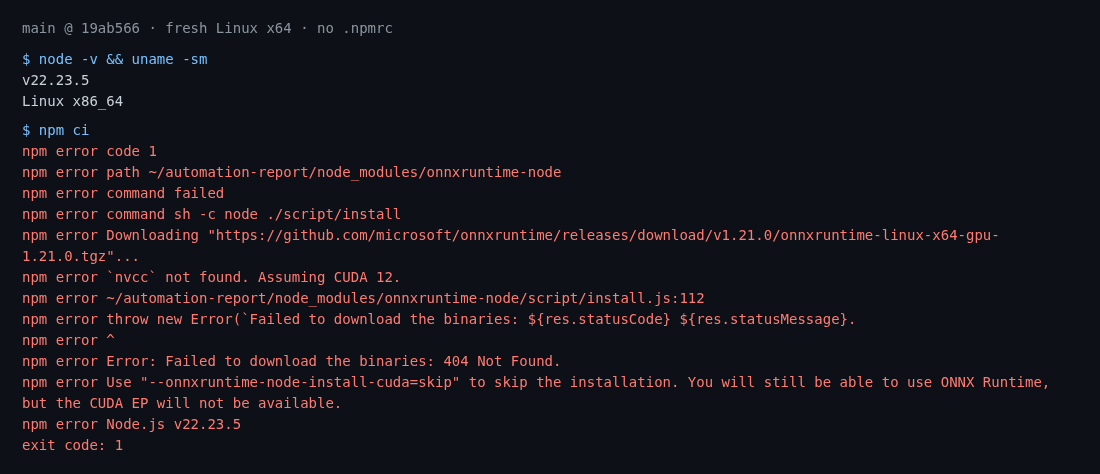 main @ 19ab566 · fresh Linux x64 · no .npmrc
$ node -v && uname -sm
v22.23.5
Linux x86_64
$ npm ci
npm error code 1
npm error path ~/automation-report/node_modules/onnxruntime-node
npm error command failed
npm error command sh -c node ./script/install
npm error Downloading "https://github.com/microsoft/onnxruntime/releases/download/v1.21.0/onnxruntime-linux-x64-gpu-
1.21.0.tgz"...
npm error `nvcc` not found. Assuming CUDA 12.
npm error ~/automation-report/node_modules/onnxruntime-node/script/install.js:112
npm error throw new Error(`Failed to download the binaries: ${res.statusCode} ${res.statusMessage}.
npm error ^
npm error Error: Failed to download the binaries: 404 Not Found.
npm error Use "--onnxruntime-node-install-cuda=skip" to skip the installation. You will still be able to use ONNX Runtime,
but the CUDA EP will not be available.
npm error Node.js v22.23.5
exit code: 1